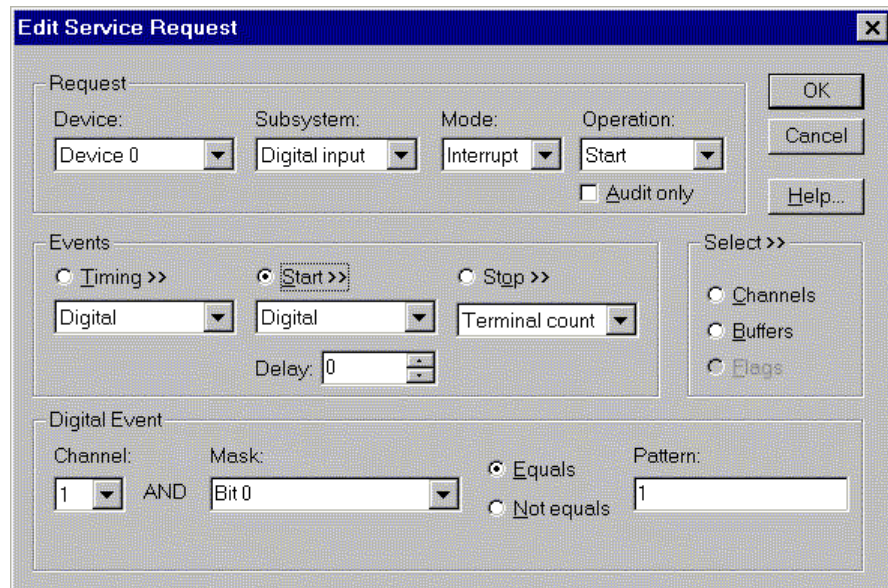 Edit Service Request
Request
Device: Subsystem: Mode: Operation:
Device 0 Digital input Interrupt Start
Audit only
OK
Cancel
Help...
Events
Timing >> Start >> Stop >>
Digital Digital Terminal count
Delay: 0
Select >>
Channels
Buffers
Flags
Digital Event
Channel: Mask: Pattern:
1 AND Bit 0 Equals 1
Not equals